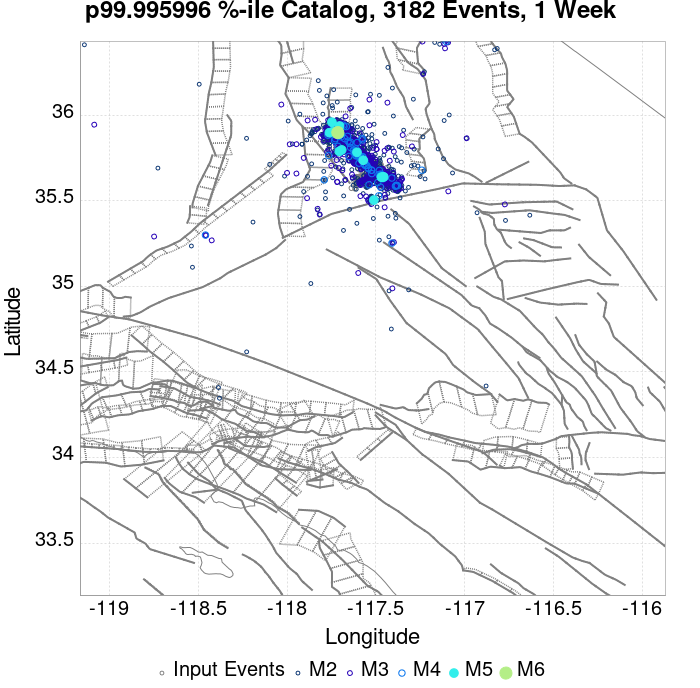 p99.995996 %-ile Catalog, 3182 Events, 1 Week
36
35.5
35
34.5
34
33.5
Latitude
-119 -118.5 -118 -117.5 -117 -116.5 -116
Longitude
Input Events M2 M3 M4 M5 M6